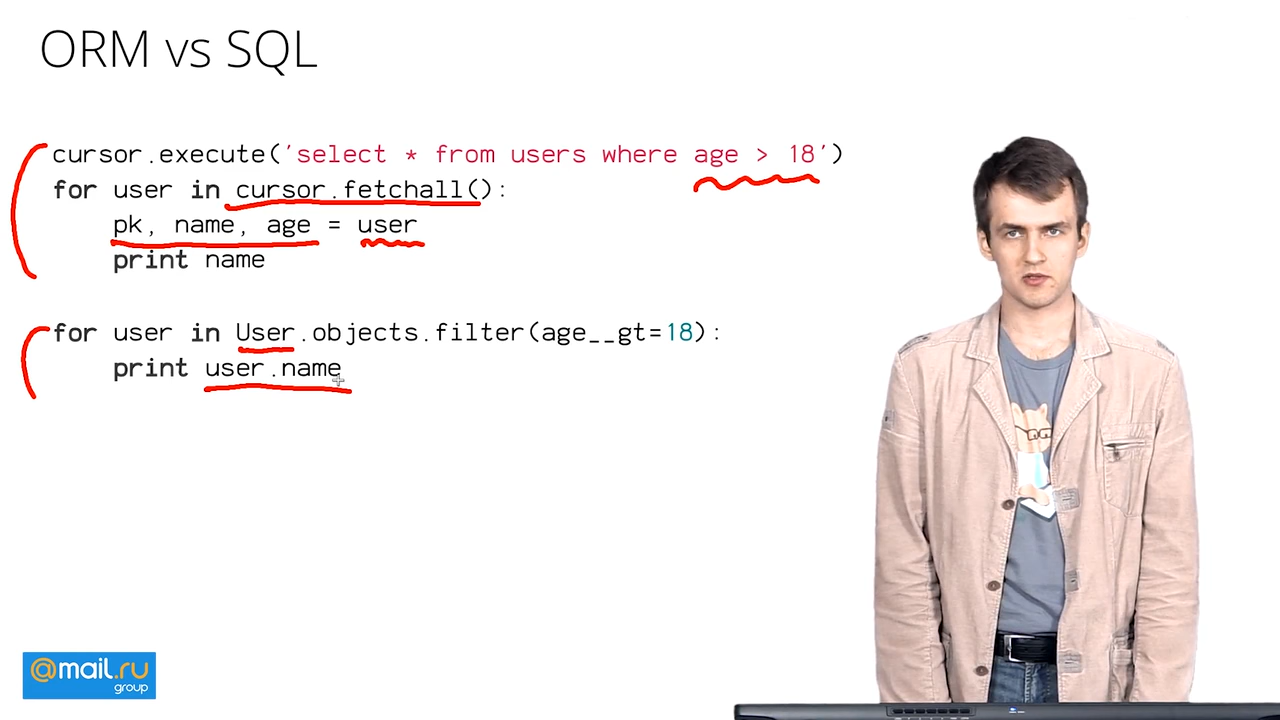 ORM vs SQL
cursor.execute('select * from users where age > 18')
for user in cursor.fetchall():
    pk, name, age = user
    print name
for user in User.objects.filter(age__gt=18):
    print user.name
@mail.ru
group